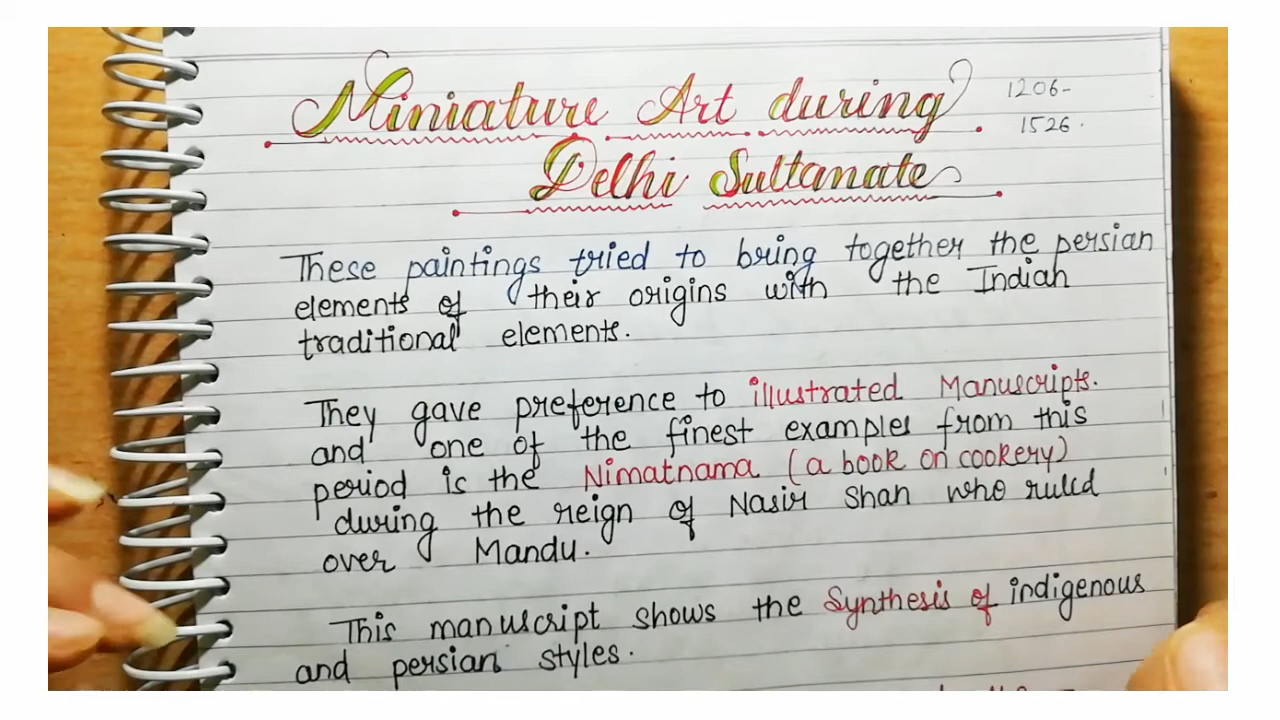 Miniature Art during
1206-
1526.
Delhi Sultanate
These paintings tried to bring together the persian
elements of their origins with the Indian
traditional elements.
They gave preference to illustrated Manuscripts.
and one of the finest examples from this
period is the Nimatnama (a book on cookery)
during the reign of Nasir Shah who ruled
over Mandu.
This manuscript shows the Synthesis of indigenous
and persian styles.